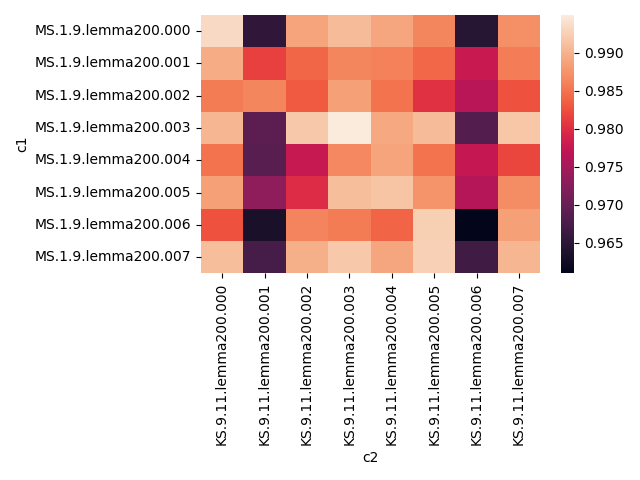 MS.1.9.lemma200.000
MS.1.9.lemma200.001
MS.1.9.lemma200.002
MS.1.9.lemma200.003
MS.1.9.lemma200.004
MS.1.9.lemma200.005
MS.1.9.lemma200.006
MS.1.9.lemma200.007
c1
KS.9.11.lemma200.000
KS.9.11.lemma200.001
KS.9.11.lemma200.002
KS.9.11.lemma200.003
KS.9.11.lemma200.004
KS.9.11.lemma200.005
KS.9.11.lemma200.006
KS.9.11.lemma200.007
c2
0.990
0.985
0.980
0.975
0.970
0.965